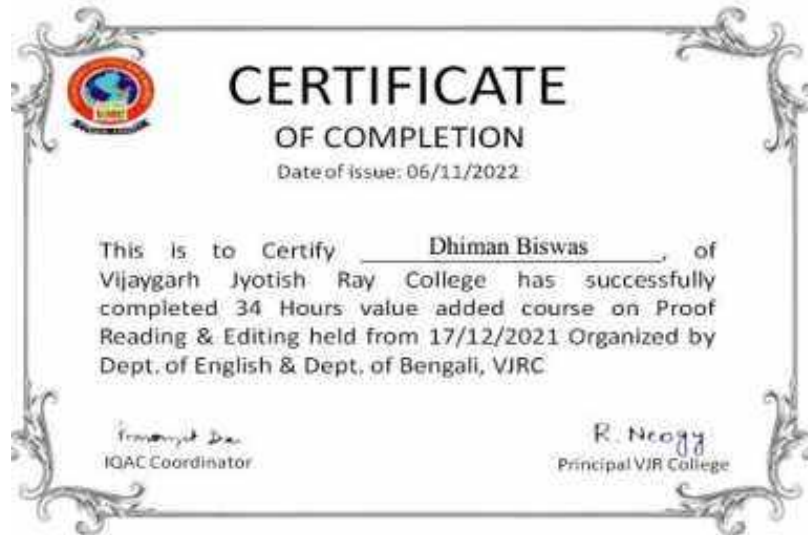 CERTIFICATE
OF COMPLETION
Date of issue: 06/11/2022
This is to Certify Dhiman Biswas, of
Vijaygarh Jyotish Ray College has successfully
completed 34 Hours value added course on Proof
Reading & Editing held from 17/12/2021 Organized by
Dept. of English & Dept. of Bengali, VJRC
R. Neogy
IQAC Coordinator
Principal VJR College